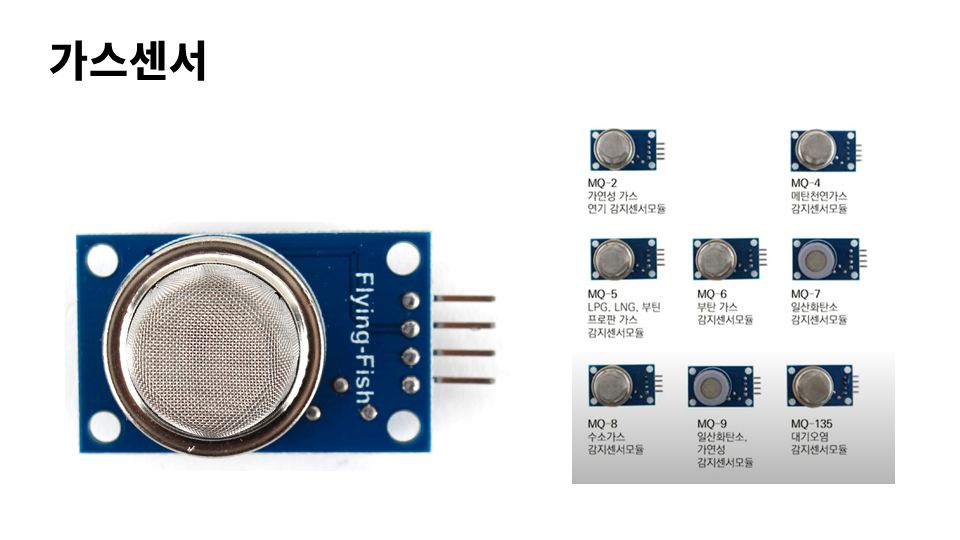 가스센서
Flying-Fish
MQ-2
가연성 가스
연기 감지센서모듈
MQ-4
메탄천연가스
감지센서모듈
MQ-5
LPG, LNG, 부틴
프로판 가스
감지센서모듈
MQ-6
부탄 가스
감지센서모듈
MQ-7
일산화탄소
감지센서모듈
MQ-8
수소가스
감지센서모듈
MQ-9
일산화탄소,
가연성
감지센서모듈
MQ-135
대기오염
감지센서모듈